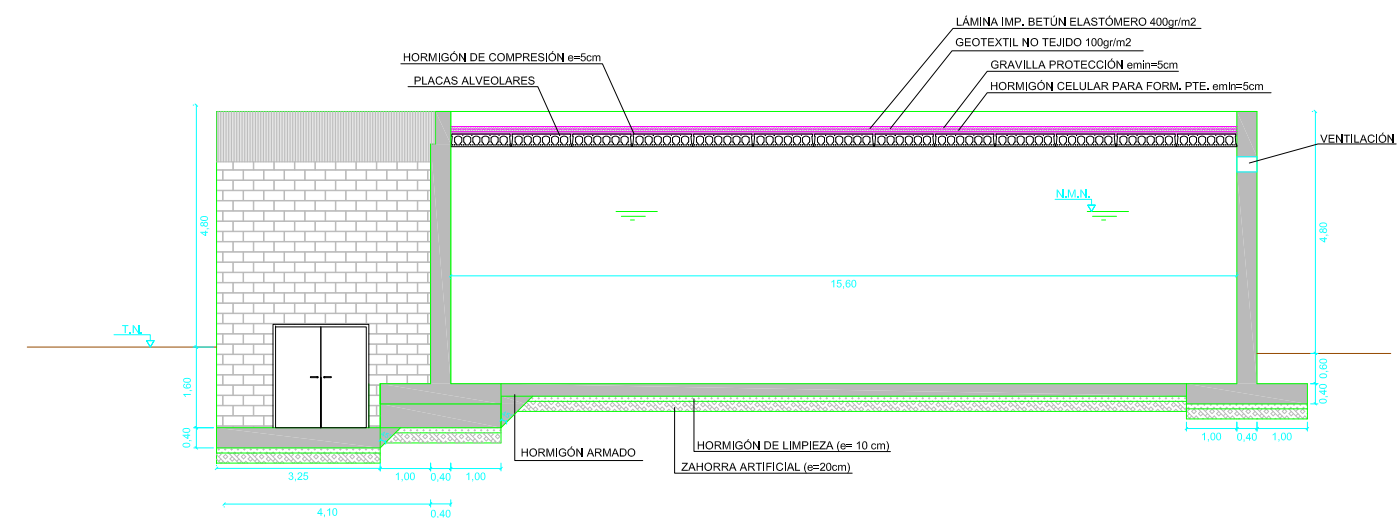 LÁMINA IMP. BETÚN ELASTÓMERO 400gr/m2
GEOTEXTIL NO TEJIDO 100gr/m2
HORMIGÓN DE COMPRESIÓN e=5cm
GRAVILLA PROTECCIÓN emin=5cm
PLACAS ALVEOLARES
HORMIGÓN CELULAR PARA FORM. PTE. emin=5cm
VENTILACIÓN
N.M.N.
4,80
4,80
15,60
T.N.
1,60
0,60
0,40
0,40
HORMIGÓN DE LIMPIEZA (e= 10 cm)
HORMIGÓN ARMADO
ZAHORRA ARTIFICIAL (e=20cm)
1,00
0,40
1,00
3,25
1,00
0,40
1,00
4,10
0.40